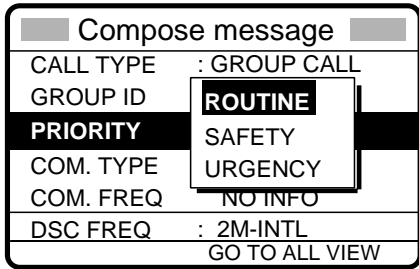 Compose message
CALL TYPE : GROUP CALL
GROUP ID
ROUTINE
PRIORITY
SAFETY
COM. TYPE
URGENCY
COM. FREQ NO INFO
DSC FREQ : 2M-INTL
GO TO ALL VIEW